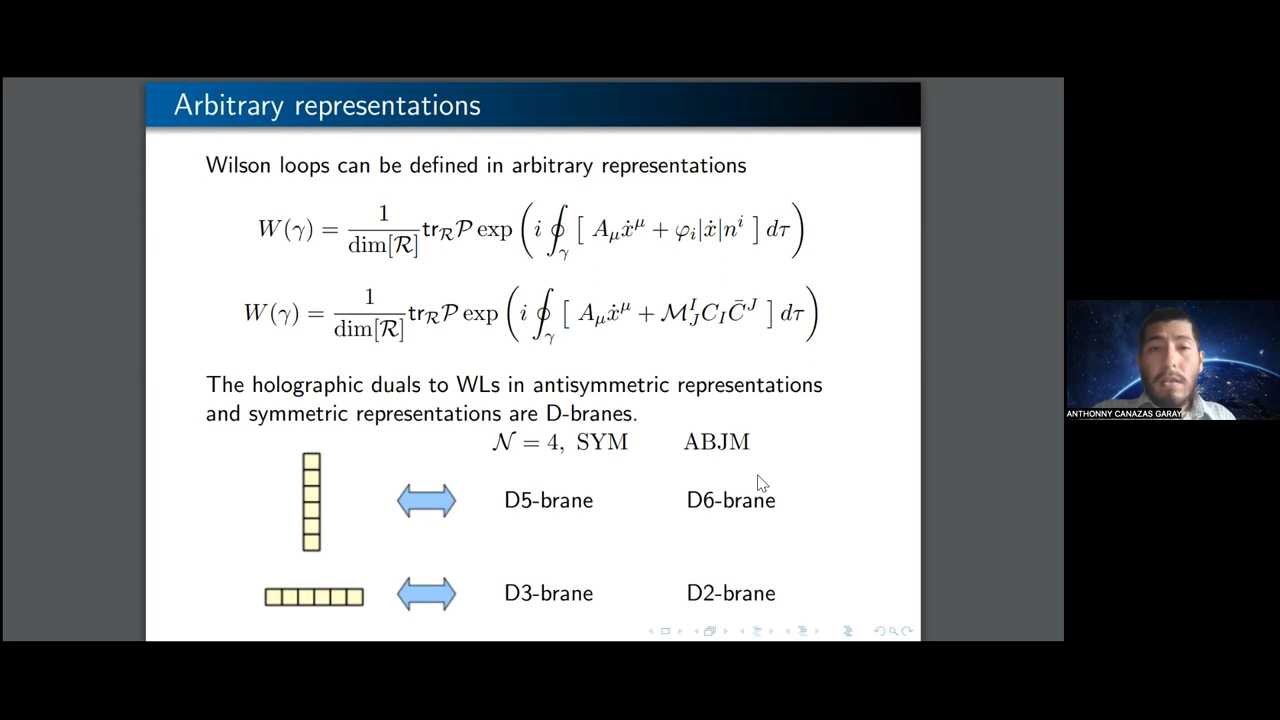 Arbitrary representations
Wilson loops can be defined in arbitrary representations
W(γ) = 1/dim[ℛ] tr_ℛ 𝒫 exp ( i ∮_γ [ A_μ ẋ^μ + φ_i |ẋ| n^i ] dτ )
W(γ) = 1/dim[ℛ] tr_ℛ 𝒫 exp ( i ∮_γ [ A_μ ẋ^μ + ℳ_J^I C_I C̄^J ] dτ )
The holographic duals to WLs in antisymmetric representations
and symmetric representations are D-branes.
𝒩 = 4, SYM ABJM
D5-brane D6-brane
D3-brane D2-brane
ANTHONNY CANAZAS GARAY